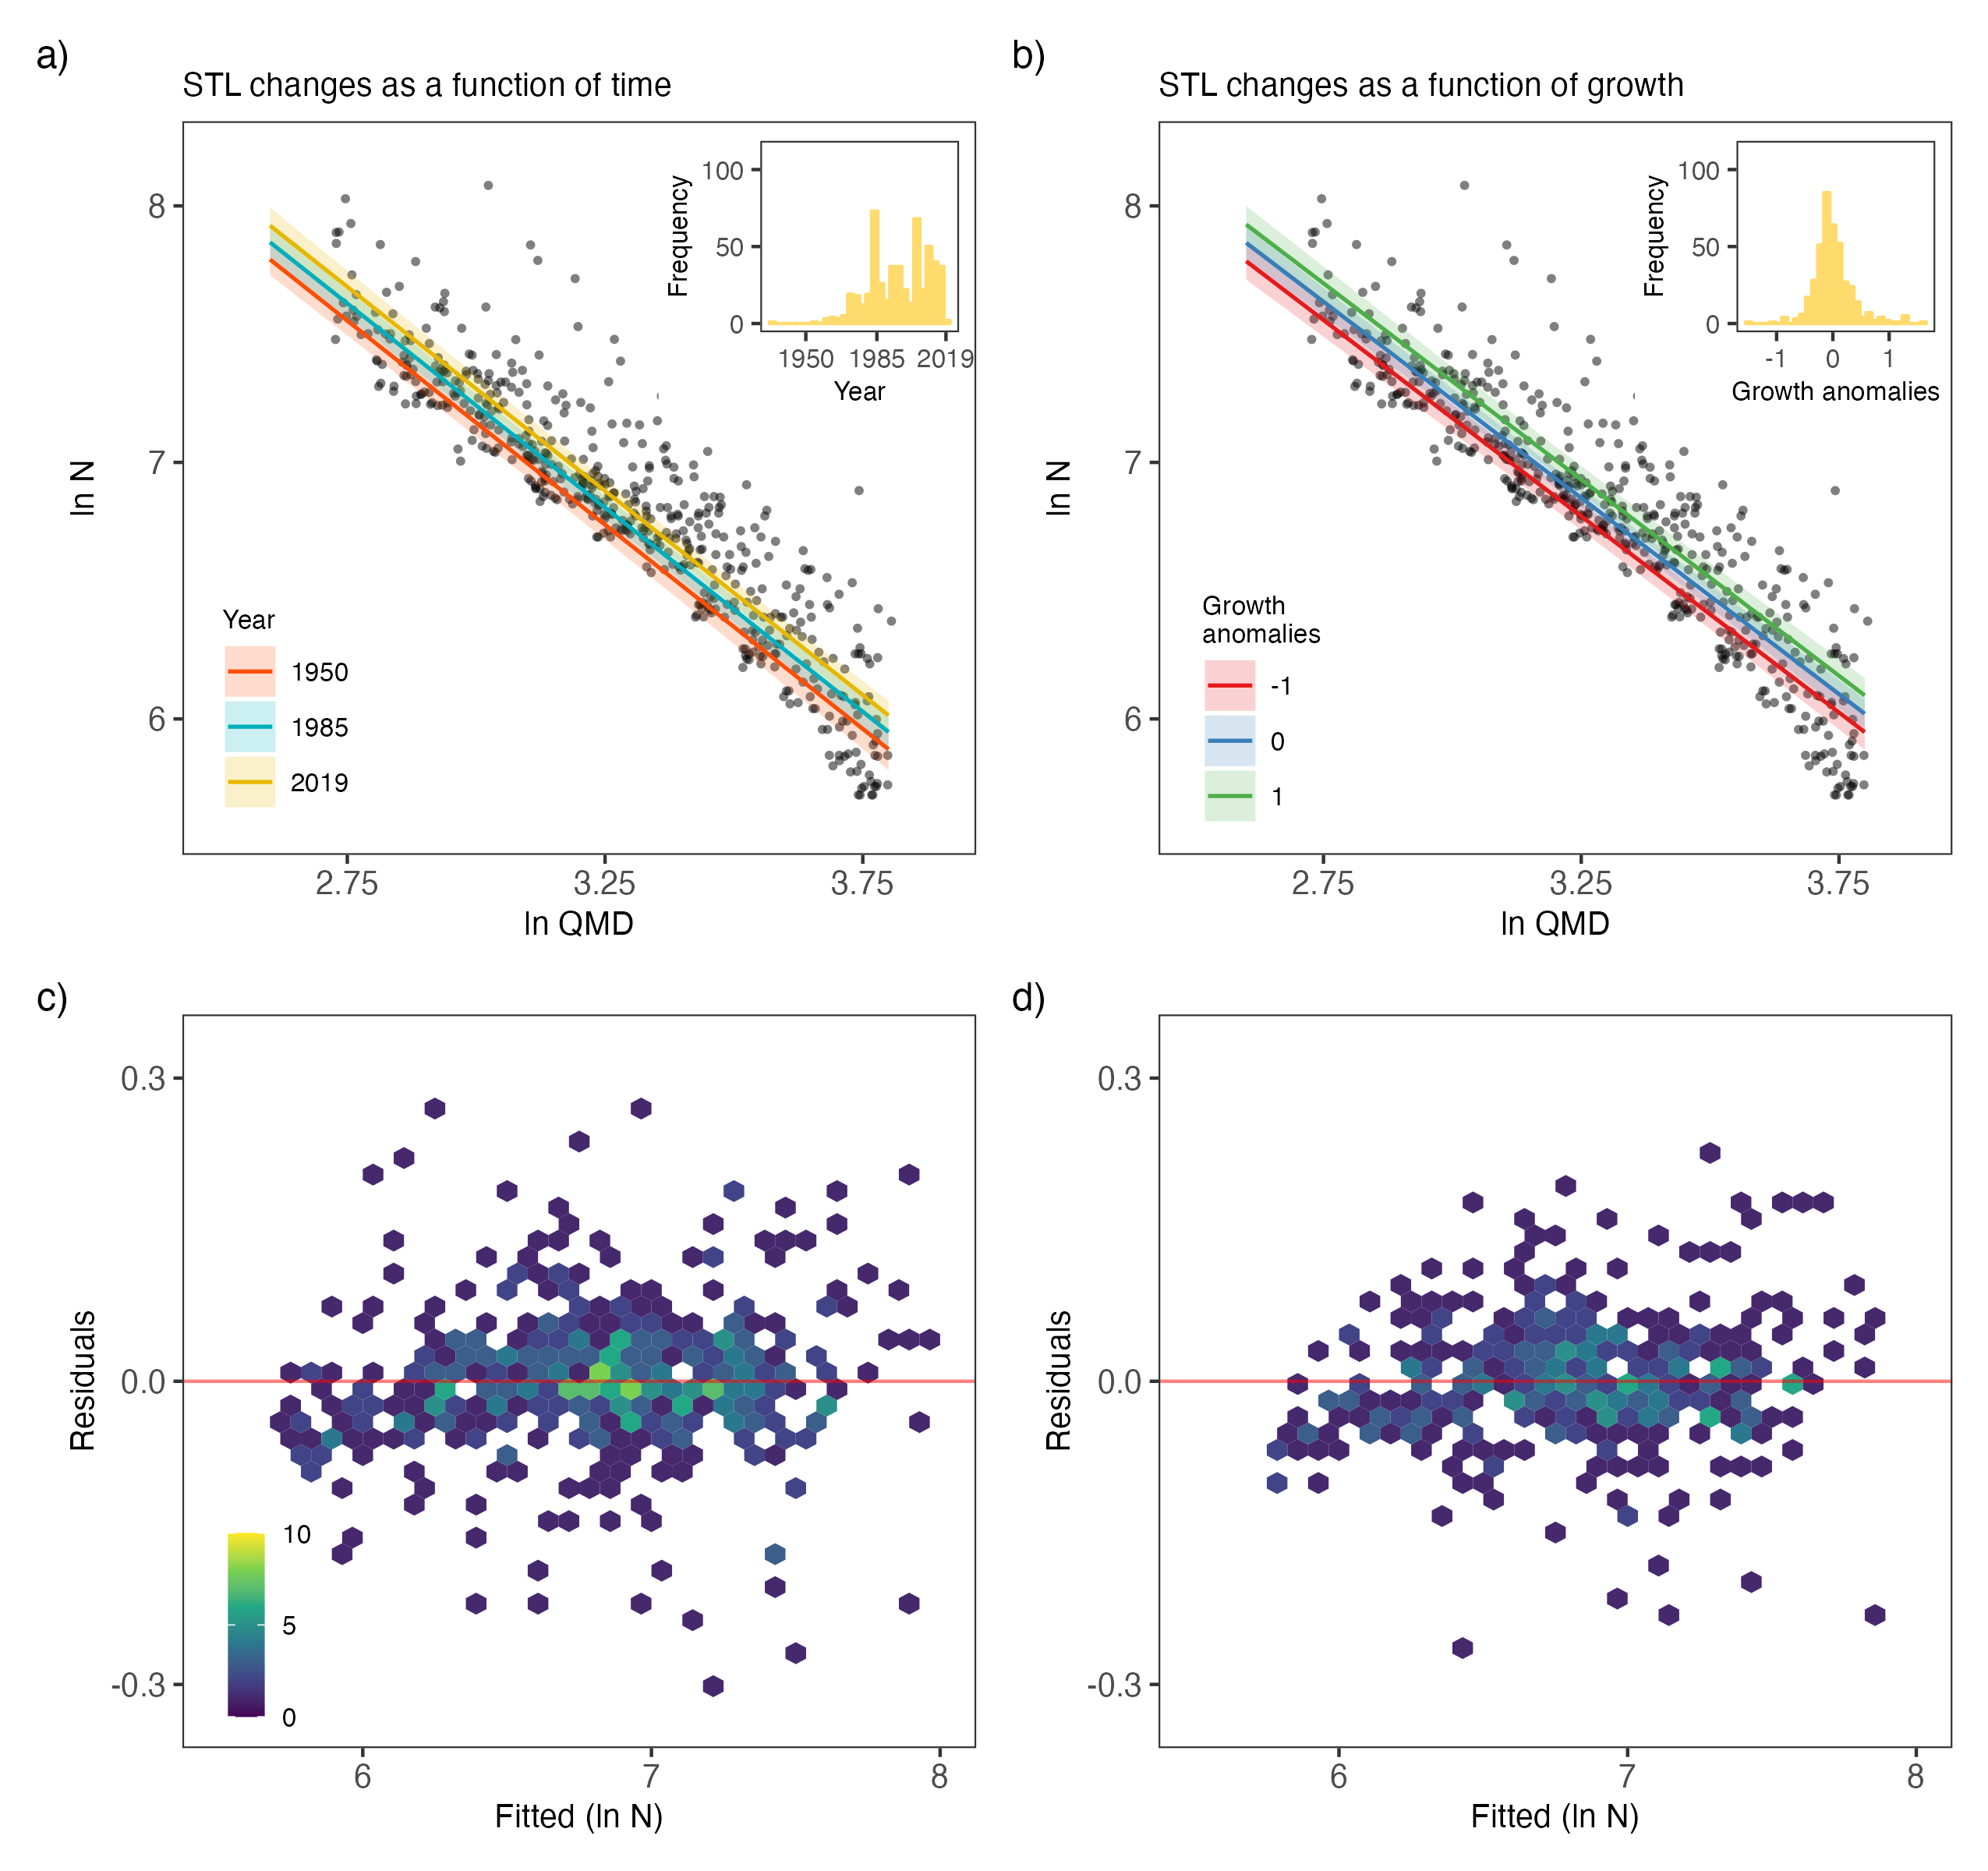 a)
STL changes as a function of time
8
7
6
ln N
2.75 3.25 3.75
ln QMD
Year
1950
1985
2019
Frequency
100
50
0
1950 1985 2019
Year
b)
STL changes as a function of growth
8
7
6
ln N
2.75 3.25 3.75
ln QMD
Growth
anomalies
-1
0
1
Frequency
100
50
0
-1 0 1
Growth anomalies
c)
0.3
0.0
-0.3
Residuals
10
5
0
6 7 8
Fitted (ln N)
d)
0.3
0.0
-0.3
Residuals
6 7 8
Fitted (ln N)